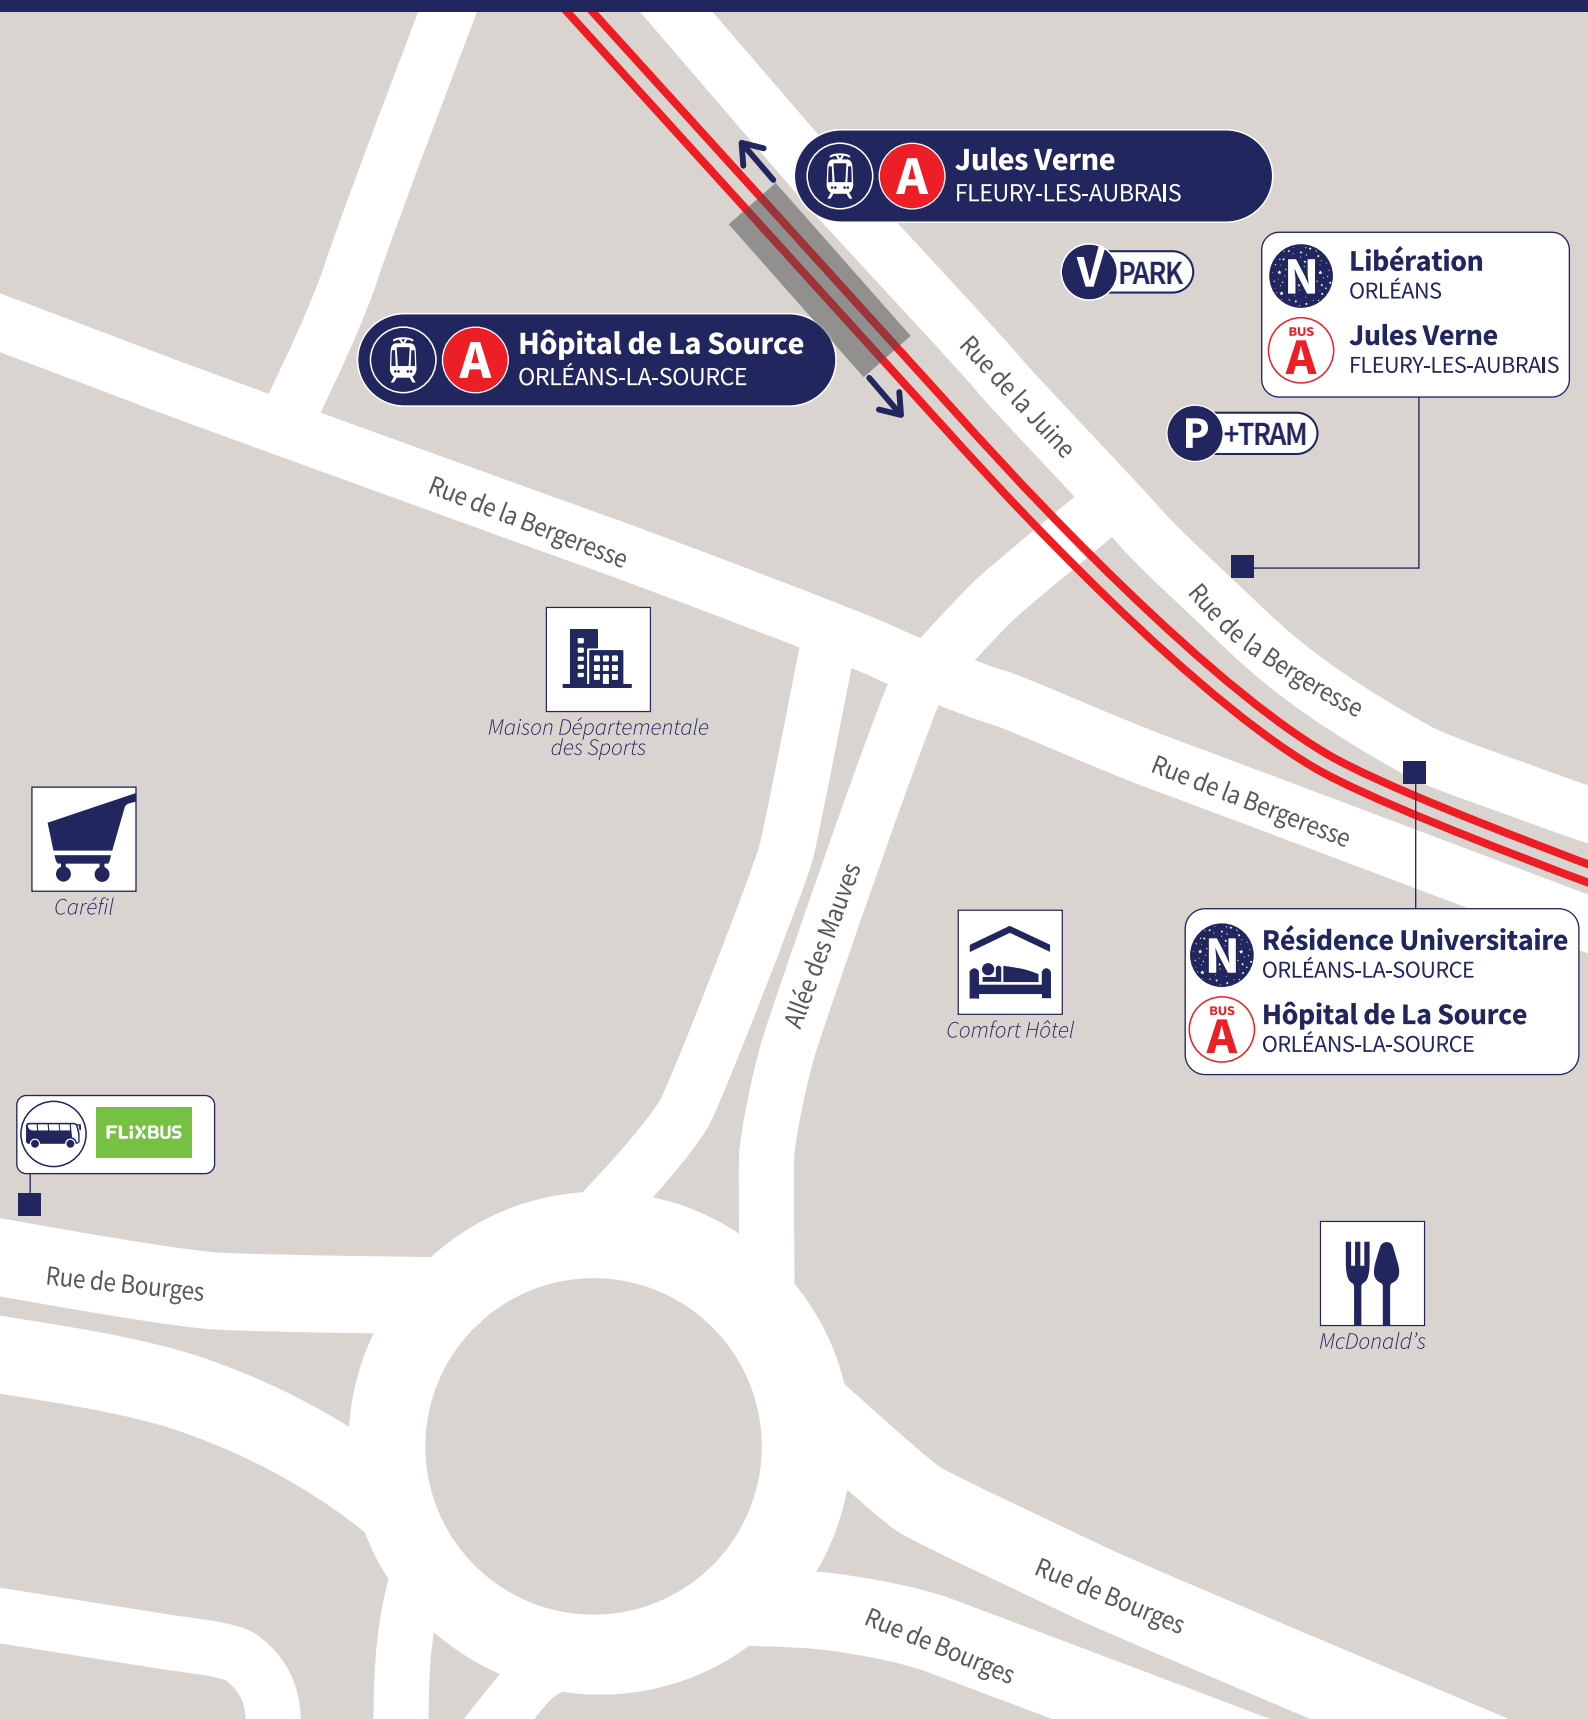 A
Jules Verne
FLEURY-LES-AUBRAIS
V PARK
N
Libération
ORLÉANS
BUS
A
Jules Verne
FLEURY-LES-AUBRAIS
A
Hôpital de La Source
ORLÉANS-LA-SOURCE
Rue de la Juine
P +TRAM
Rue de la Bergeresse
Rue de la Bergeresse
Maison Départementale
des Sports
Rue de la Bergeresse
Caréfil
Allée des Mauves
Comfort Hôtel
N
Résidence Universitaire
ORLÉANS-LA-SOURCE
BUS
A
Hôpital de La Source
ORLÉANS-LA-SOURCE
FLiXBUS
Rue de Bourges
McDonald's
Rue de Bourges
Rue de Bourges